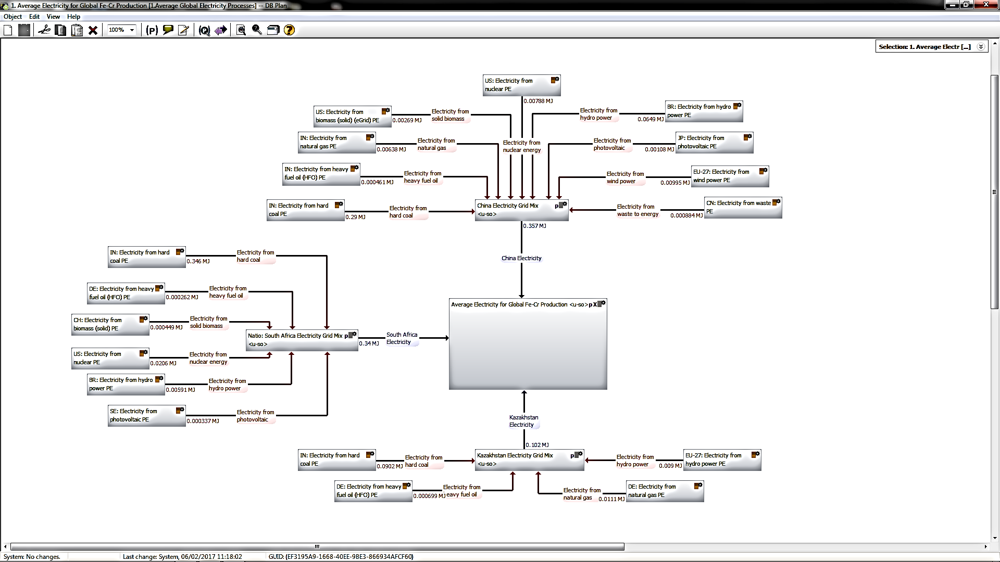 1. Average Electricity for Global Fe-Cr Production [1.Average Global Electricity Processes] -- DB Plan
Object Edit View Help
100% (P)
Selection: 1. Average Electr [...]
US: Electricity from
nuclear PE
0.00788 MJ
US: Electricity from
biomass (solid) (eGrid) PE
0.00269 MJ
Electricity from
solid biomass
Electricity from
hydro power
0.0649 MJ
BR: Electricity from hydro
power PE
IN: Electricity from
natural gas PE
0.00638 MJ
Electricity from
natural gas
Electricity from
nuclear energy
Electricity from
photovoltaic
0.00108 MJ
JP: Electricity from
photovoltaic PE
IN: Electricity from heavy
fuel oil (HFO) PE
0.000461 MJ
Electricity from
heavy fuel oil
Electricity from
wind power
0.00995 MJ
EU-27: Electricity from
wind power PE
IN: Electricity from hard
coal PE
0.29 MJ
Electricity from
hard coal
China Electricity Grid Mix p
<u-so>
Electricity from
waste to energy
0.000884 MJ
CN: Electricity from waste
PE
0.357 MJ
China Electricity
IN: Electricity from hard
coal PE
0.346 MJ
Electricity from
hard coal
DE: Electricity from heavy
fuel oil (HFO) PE
0.000262 MJ
Electricity from
heavy fuel oil
Average Electricity for Global Fe-Cr Production <u-so> p X
CH: Electricity from
biomass (solid) PE
0.000449 MJ
Electricity from
solid biomass
Natio: South Africa Electricity Grid Mix p
<u-so>
0.34 MJ
South Africa
Electricity
US: Electricity from
nuclear PE
0.0206 MJ
Electricity from
nuclear energy
BR: Electricity from hydro
power PE
0.00591 MJ
Electricity from
hydro power
SE: Electricity from
photovoltaic PE
0.000337 MJ
Electricity from
photovoltaic
Kazakhstan
Electricity
0.102 MJ
IN: Electricity from hard
coal PE
0.0902 MJ
Electricity from
hard coal
Kazakhstan Electricity Grid Mix p
<u-so>
Electricity from
hydro power
0.009 MJ
EU-27: Electricity from
hydro power PE
DE: Electricity from heavy
fuel oil (HFO) PE
0.000699 MJ
Electricity from
eavy fuel oil
Electricity from
natural gas
0.0111 MJ
DE: Electricity from
natural gas PE
System: No changes. Last change: System, 06/02/2017 11:18:02 GUID: {EF3195A9-1668-40EE-9BE3-866934AFCF60}